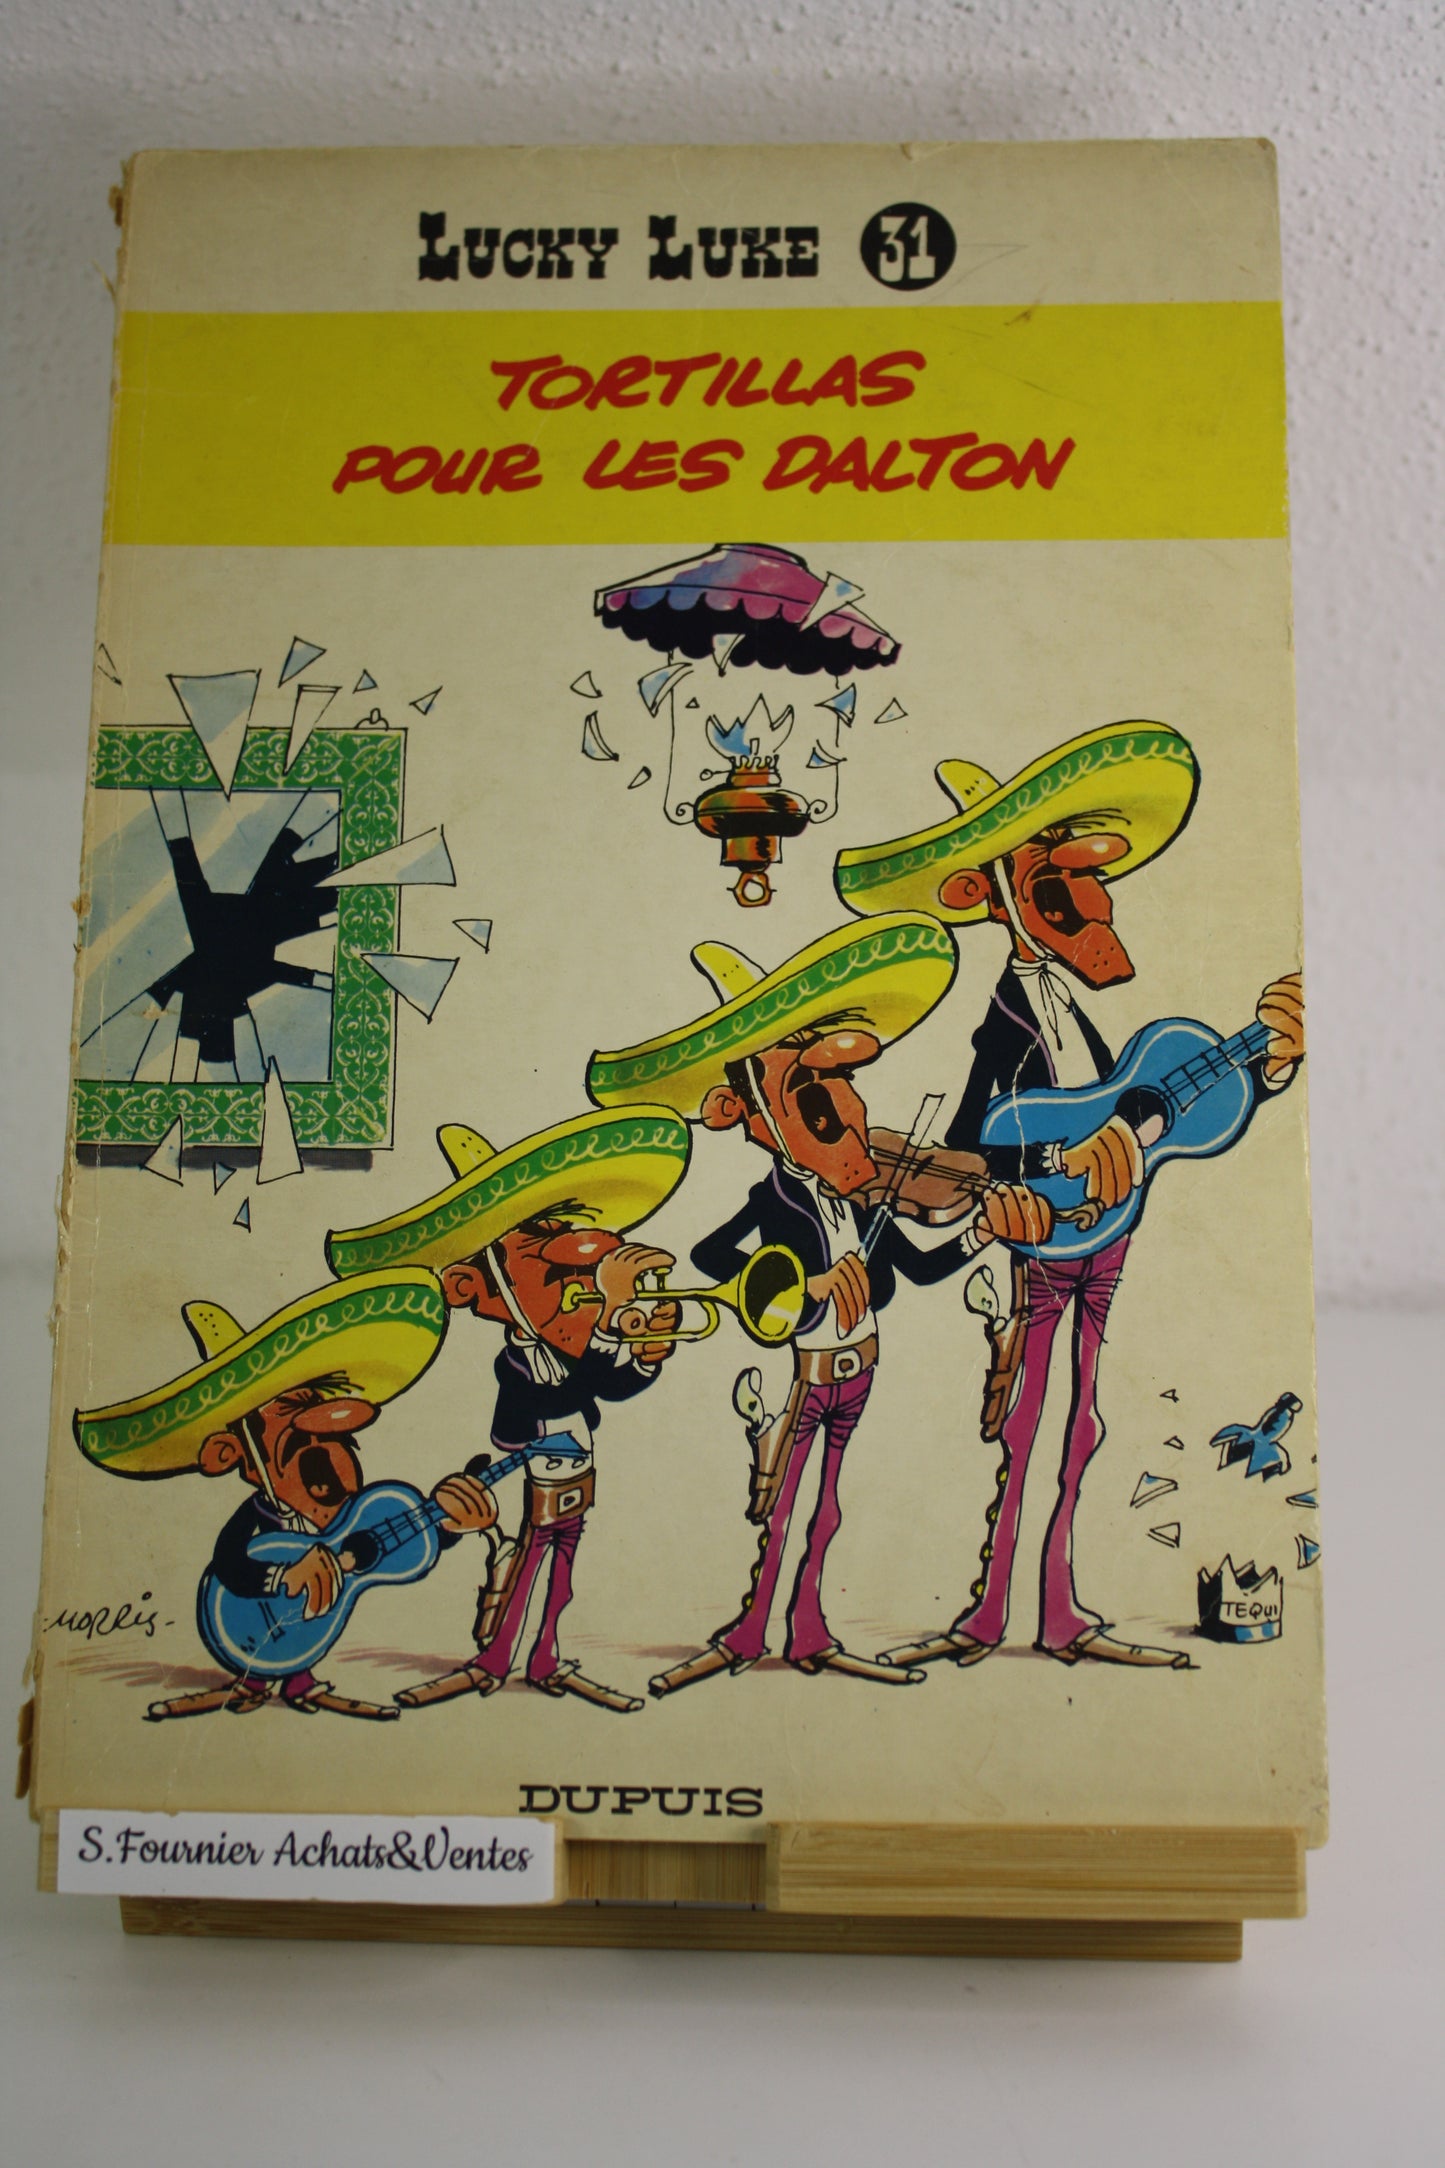 LUCKY LUKE 31
TORTILLAS
POUR LES DALTON
-MORRIS-
TEQUI
DUPUIS
S.Fournier Achats&Ventes